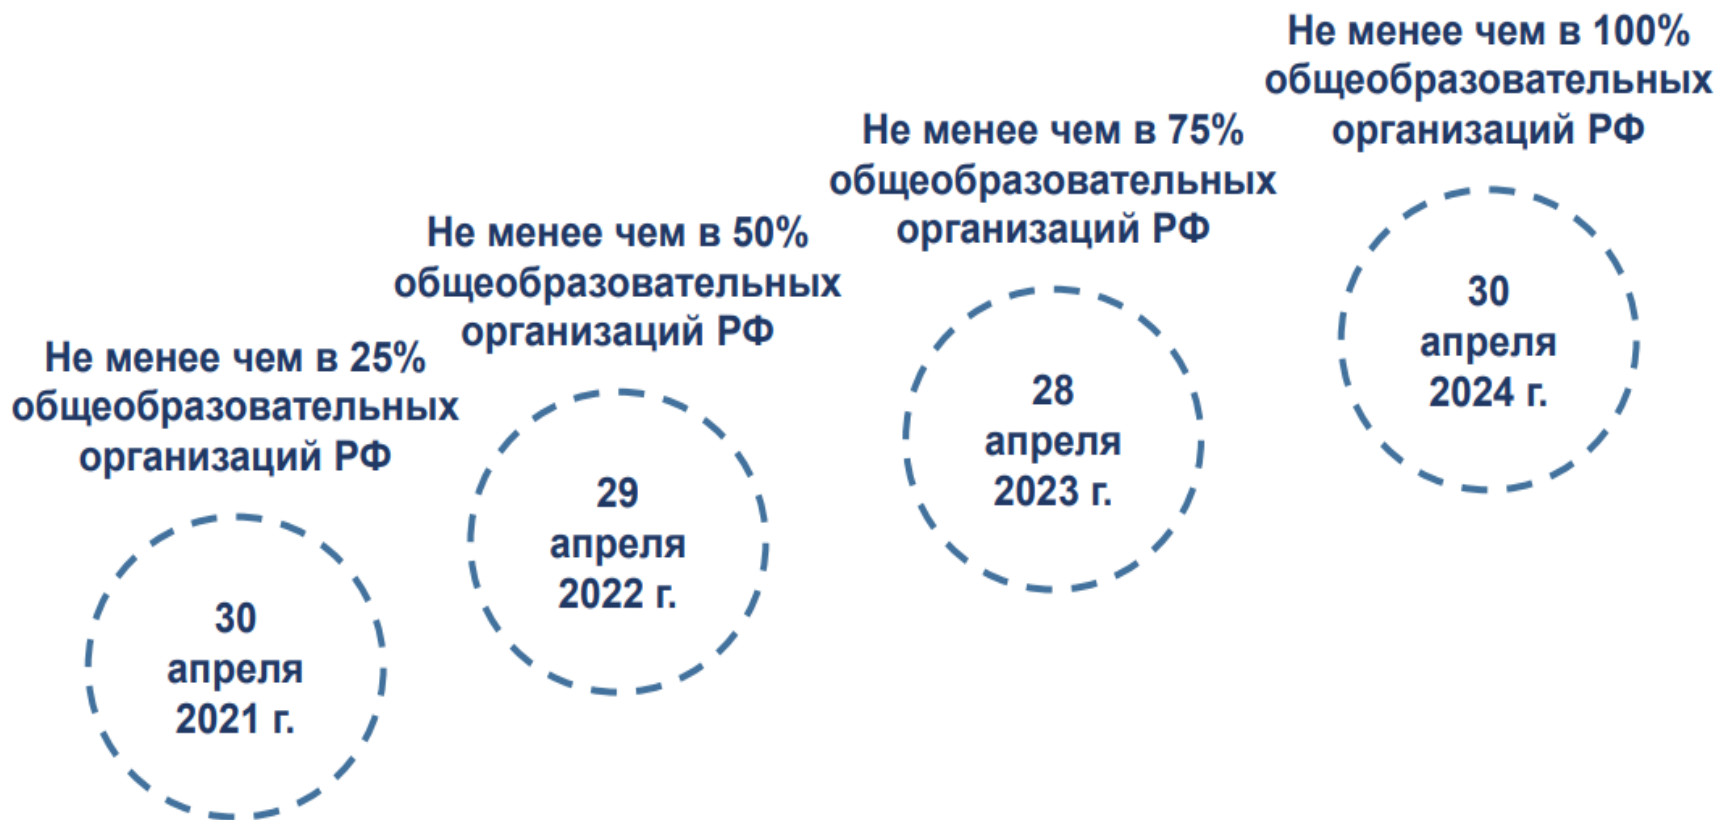 Не менее чем в 25%
общеобразовательных
организаций РФ
30
апреля
2021 г.
Не менее чем в 50%
общеобразовательных
организаций РФ
29
апреля
2022 г.
Не менее чем в 75%
общеобразовательных
организаций РФ
28
апреля
2023 г.
Не менее чем в 100%
общеобразовательных
организаций РФ
30
апреля
2024 г.